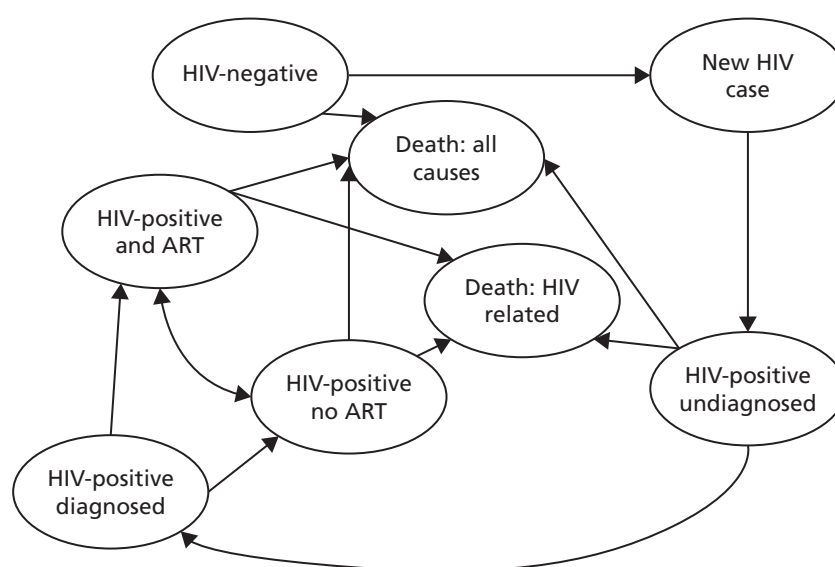 HIV-negative
New HIV
case
Death: all
causes
HIV-positive
and ART
Death: HIV
related
HIV-positive
no ART
HIV-positive
undiagnosed
HIV-positive
diagnosed